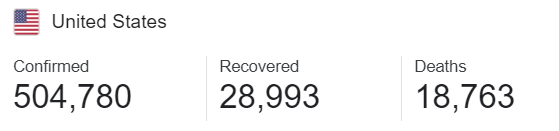 United States
Confirmed Recovered Deaths
504,780 28,993 18,763